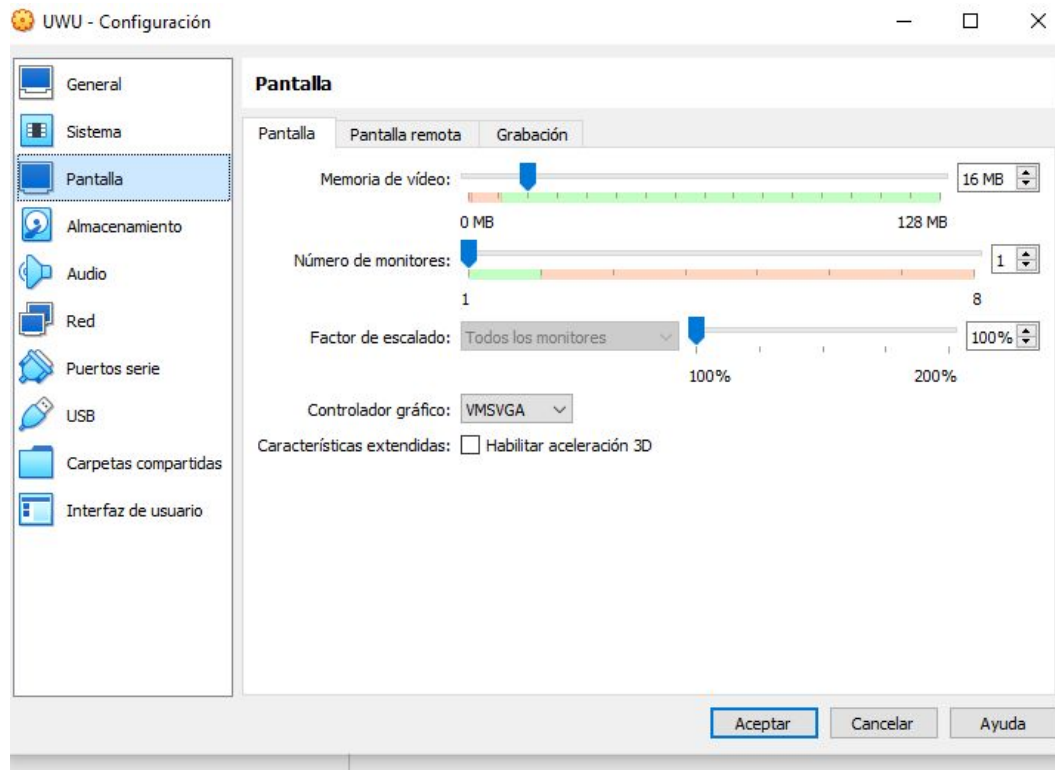 UWU - Configuración
General
Sistema
Pantalla
Almacenamiento
Audio
Red
Puertos serie
USB
Carpetas compartidas
Interfaz de usuario
Pantalla
Pantalla Pantalla remota Grabación
Memoria de vídeo: 16 MB
0 MB 128 MB
Número de monitores: 1
1 8
Factor de escalado: Todos los monitores 100%
100% 200%
Controlador gráfico: VMSVGA
Características extendidas: Habilitar aceleración 3D
Aceptar Cancelar Ayuda